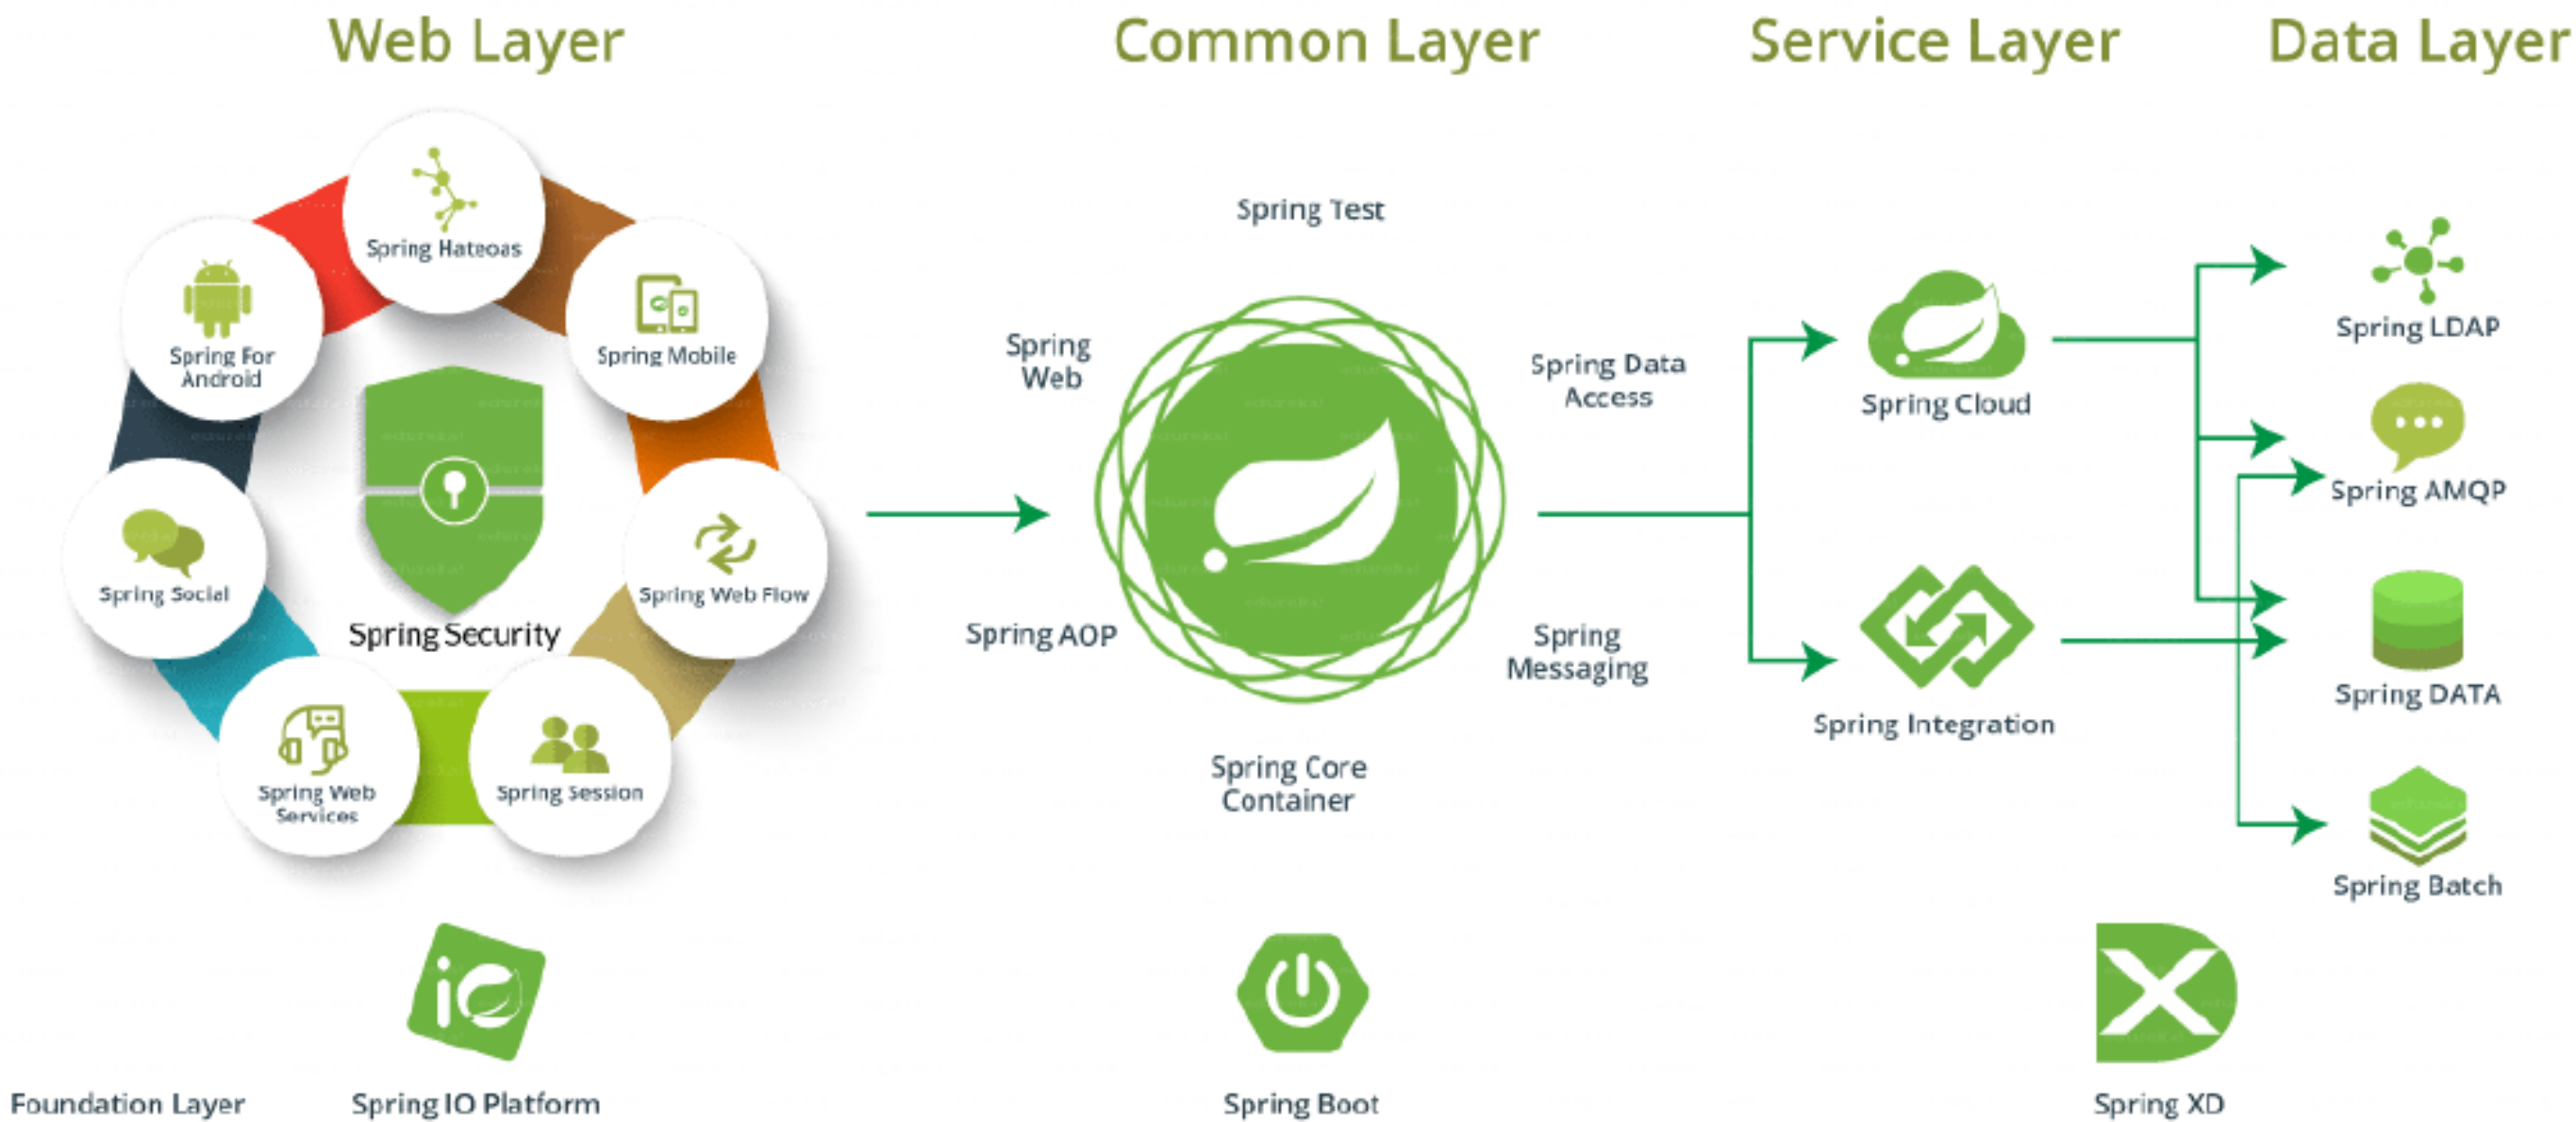 Web Layer
Common Layer
Service Layer
Data Layer
Spring Hateoas
Spring For
Android
Spring Mobile
Spring Social
Spring Web Flow
Spring Security
Spring Web
Services
Spring Session
Spring Test
Spring
Web
Spring Data
Access
Spring AOP
Spring
Messaging
Spring Core
Container
Spring Cloud
Spring Integration
Spring LDAP
Spring AMQP
Spring DATA
Spring Batch
Foundation Layer
iO
Spring IO Platform
Spring Boot
X
Spring XD